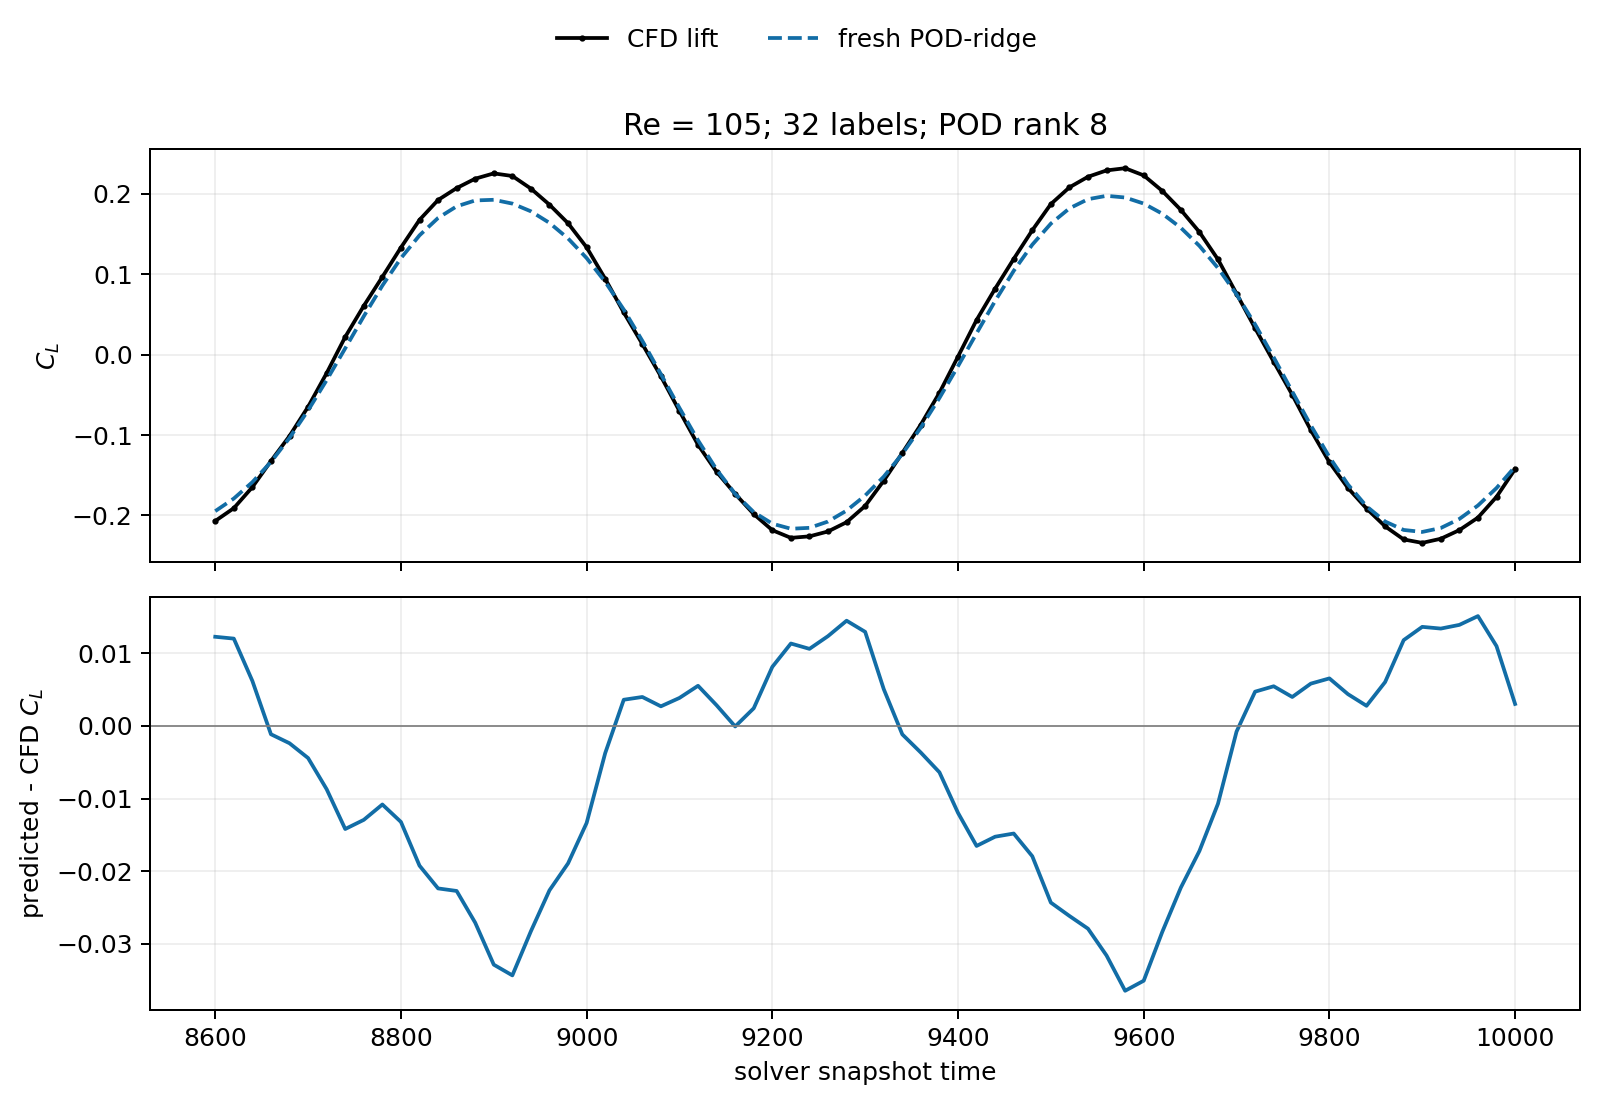 CFD lift fresh POD-ridge
Re = 105; 32 labels; POD rank 8
0.2
0.1
0.0
−0.1
−0.2
C_L
0.01
0.00
−0.01
−0.02
−0.03
predicted - CFD C_L
8600 8800 9000 9200 9400 9600 9800 10000
solver snapshot time